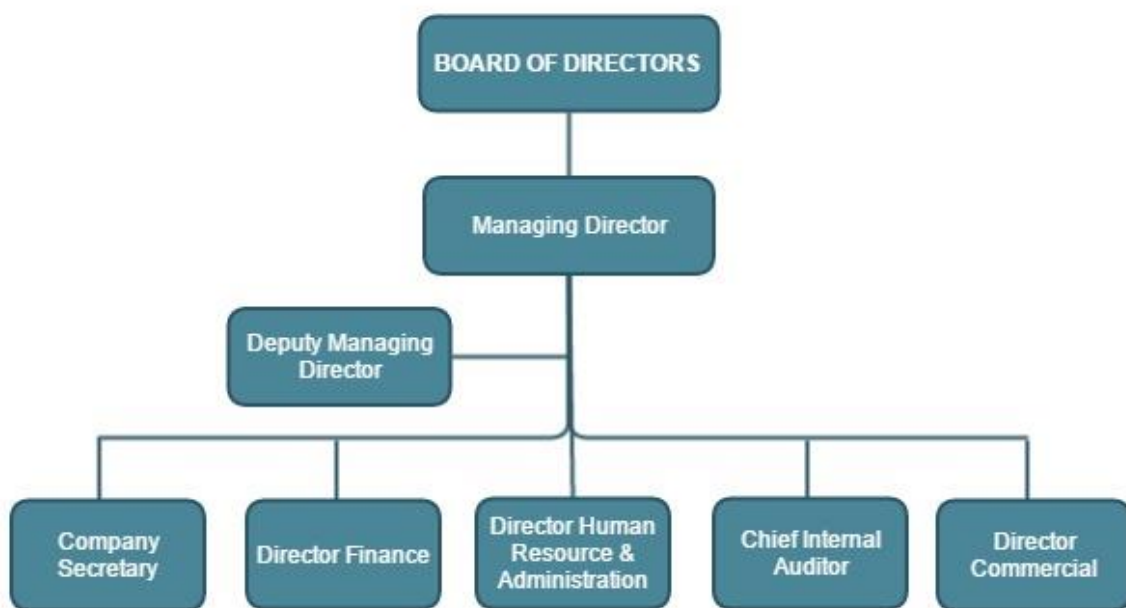 BOARD OF DIRECTORS
Managing Director
Deputy Managing
Director
Company
Secretary
Director Finance
Director Human
Resource &
Administration
Chief Internal
Auditor
Director
Commercial